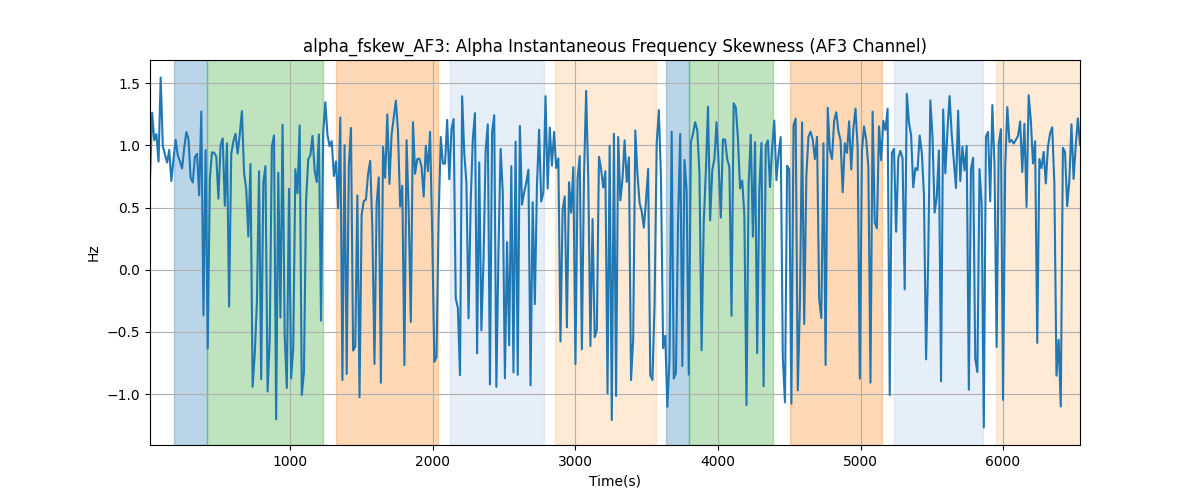 alpha_fskew_AF3: Alpha Instantaneous Frequency Skewness (AF3 Channel)
1.5
1.0
0.5
0.0
−0.5
−1.0
Hz
1000 2000 3000 4000 5000 6000
Time(s)